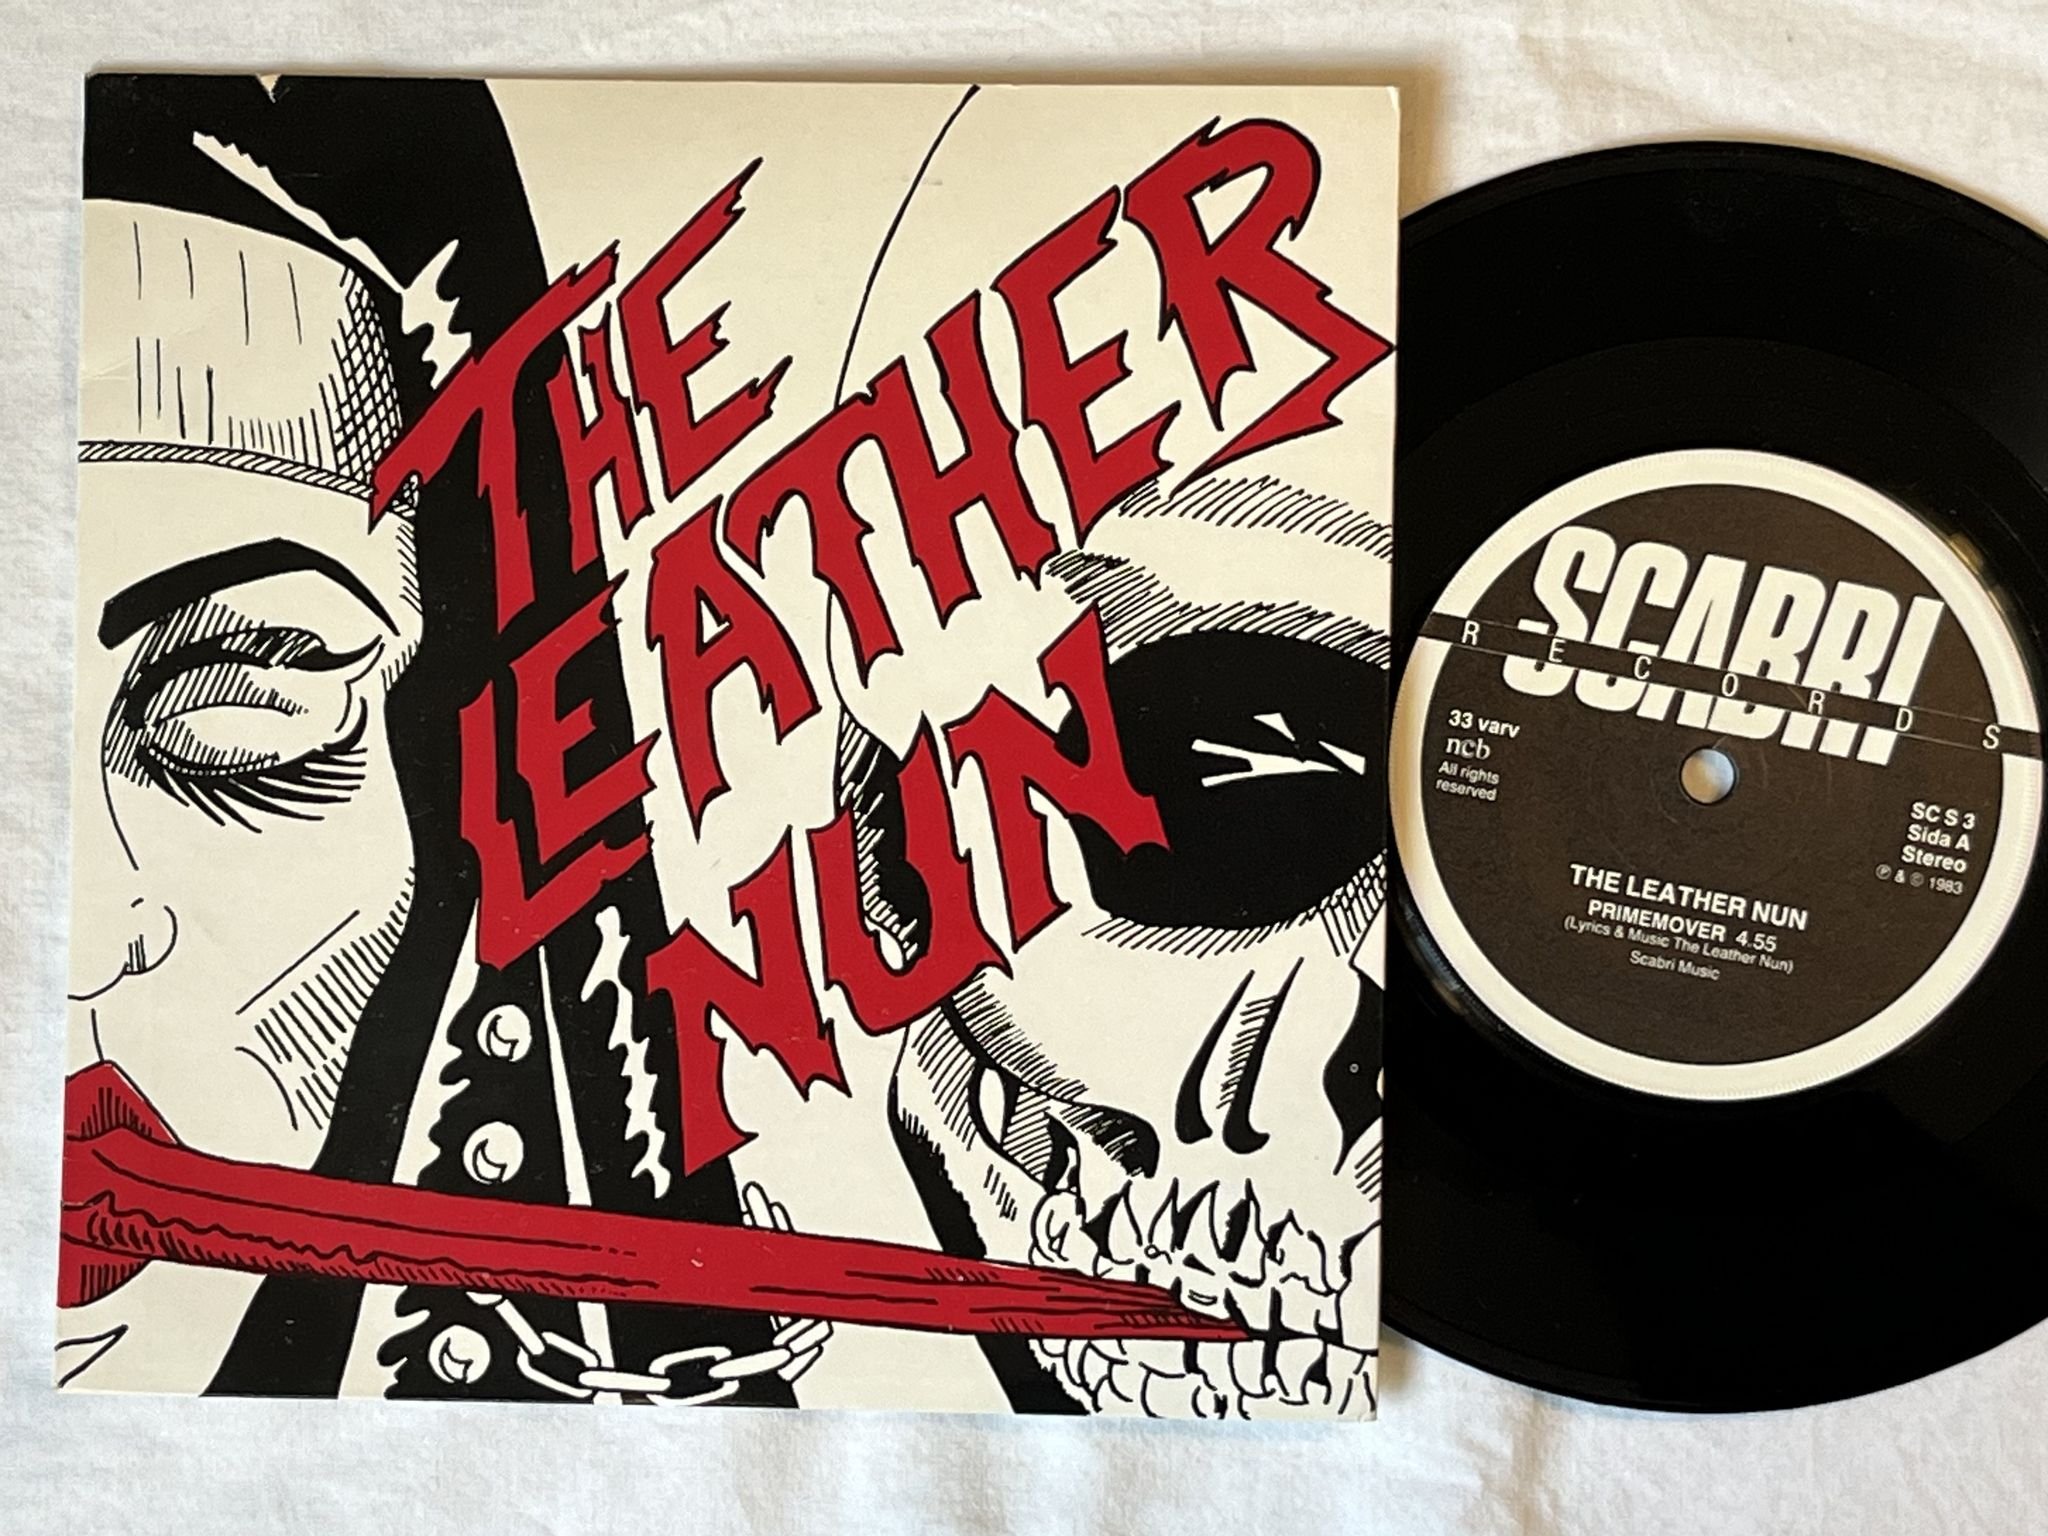 THE
LEATHER
NUN
SCABRI
RECORDS
33 varv
ncb
All rights
reserved
SC S 3
Sida A
Stereo
℗ & © 1983
THE LEATHER NUN
PRIMEMOVER 4.55
(Lyrics & Music The Leather Nun)
Scabri Music